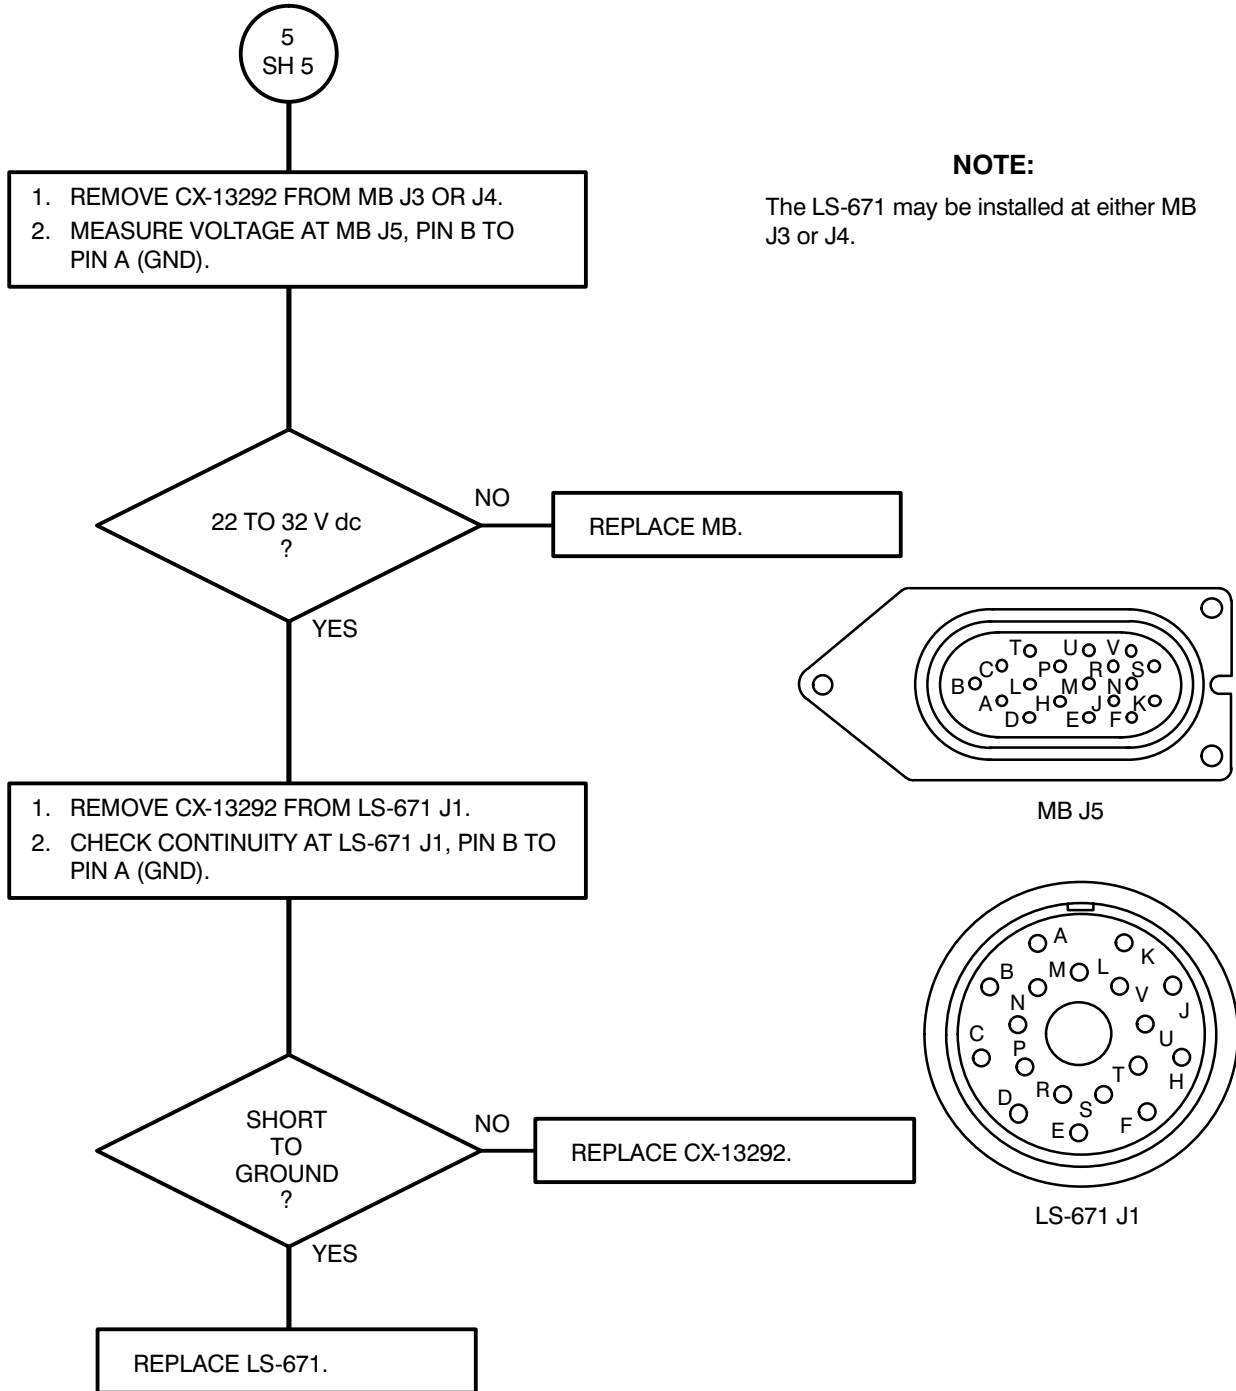 5
SH 5
1. REMOVE CX-13292 FROM MB J3 OR J4.
2. MEASURE VOLTAGE AT MB J5, PIN B TO
PIN A (GND).
NOTE:
The LS-671 may be installed at either MB
J3 or J4.
22 TO 32 V dc
?
NO
REPLACE MB.
YES
T U V
C P R S
B L M N
A H J K
D E F
MB J5
1. REMOVE CX-13292 FROM LS-671 J1.
2. CHECK CONTINUITY AT LS-671 J1, PIN B TO
PIN A (GND).
A K
B M L V J
N
C P U
T H
D R S F
E
LS-671 J1
SHORT
TO
GROUND
?
NO
REPLACE CX-13292.
YES
REPLACE LS-671.